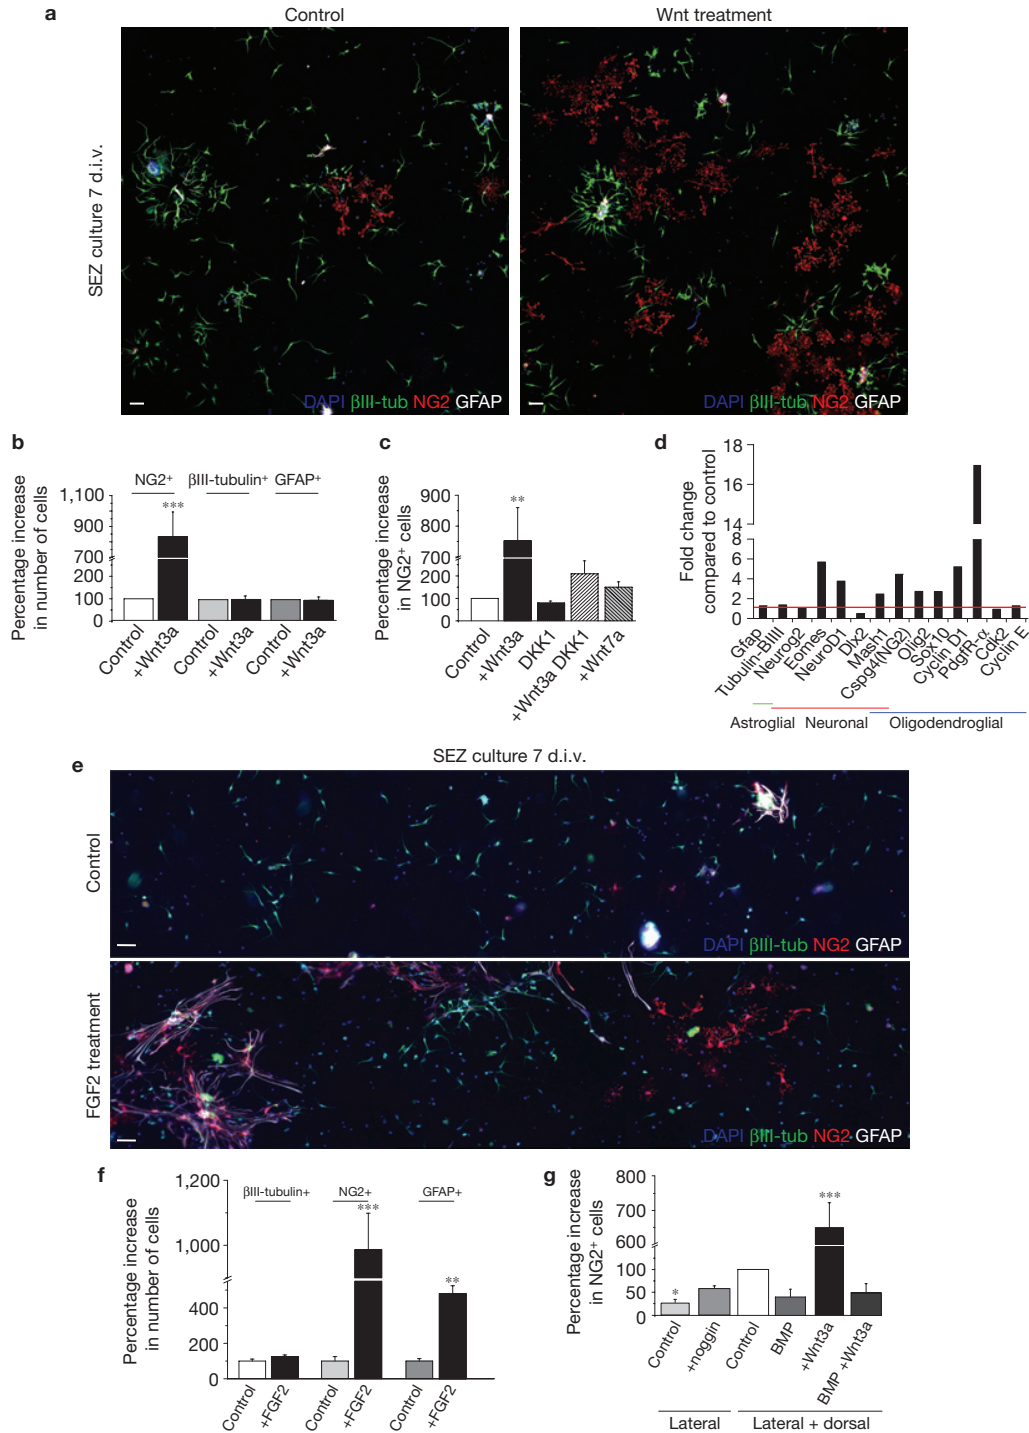 a
Control
Wnt treatment
SEZ culture 7 d.i.v.
DAPI βIII-tub NG2 GFAP
DAPI βIII-tub NG2 GFAP
b
Percentage increase
in number of cells
NG2+ βIII-tubulin+ GFAP+
1,100
900
700
200
100
0
***
Control
+Wnt3a
Control
+Wnt3a
Control
+Wnt3a
c
Percentage increase
in NG2+ cells
900
800
700
200
100
0
**
Control
+Wnt3a
DKK1
+Wnt3a DKK1
+Wnt7a
d
Fold change
compared to control
18
16
14
8
6
4
2
0
Gfap
Tubulin-BIII
Neurog2
Eomes
NeuroD1
Dlx2
Mash1
Cspg4(NG2)
Olig2
Sox10
Cyclin D1
PdgfR-α
Cdk2
Cyclin E
Astroglial Neuronal Oligodendroglial
e
SEZ culture 7 d.i.v.
Control
DAPI βIII-tub NG2 GFAP
FGF2 treatment
DAPI βIII-tub NG2 GFAP
f
Percentage increase
in number of cells
βIII-tubulin+ NG2+ GFAP+
1,200
1,000
400
200
0
***
**
Control
+FGF2
Control
+FGF2
Control
+FGF2
g
Percentage increase
in NG2+ cells
800
700
600
100
50
0
*
***
Control
+noggin
Control
BMP
+Wnt3a
BMP +Wnt3a
Lateral
Lateral + dorsal